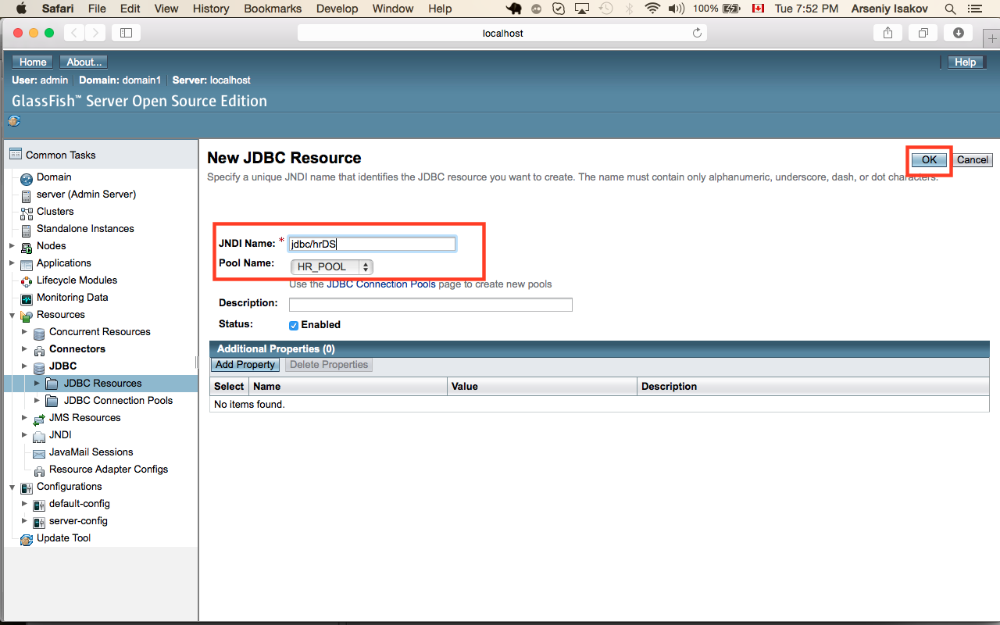 Safari File Edit View History Bookmarks Develop Window Help 100% Tue 7:52 PM Arseniy Isakov
localhost
Home About... Help
User: admin Domain: domain1 Server: localhost
GlassFish™ Server Open Source Edition
Common Tasks
Domain
server (Admin Server)
Clusters
Standalone Instances
Nodes
Applications
Lifecycle Modules
Monitoring Data
Resources
Concurrent Resources
Connectors
JDBC
JDBC Resources
JDBC Connection Pools
JMS Resources
JNDI
JavaMail Sessions
Resource Adapter Configs
Configurations
default-config
server-config
Update Tool
New JDBC Resource
OK Cancel
Specify a unique JNDI name that identifies the JDBC resource you want to create. The name must contain only alphanumeric, underscore, dash, or dot characters.
JNDI Name: * jdbc/hrDS
Pool Name: HR_POOL
Use the JDBC Connection Pools page to create new pools
Description:
Status: Enabled
Additional Properties (0)
Add Property Delete Properties
Select Name Value Description
No items found.